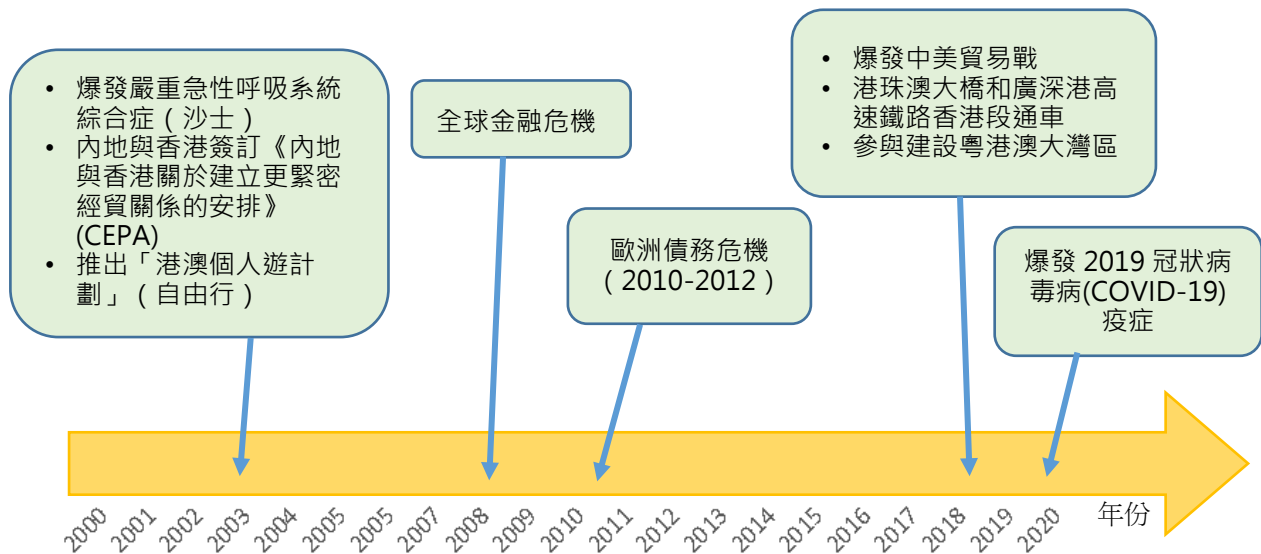 • 爆發嚴重急性呼吸系統
綜合症（沙士）
• 內地與香港簽訂《內地
與香港關於建立更緊密
經貿關係的安排》
(CEPA)
• 推出「港澳個人遊計
劃」（自由行）
全球金融危機
歐洲債務危機
（2010-2012）
• 爆發中美貿易戰
• 港珠澳大橋和廣深港高
速鐵路香港段通車
• 參與建設粵港澳大灣區
爆發 2019 冠狀病
毒病(COVID-19)
疫症
2000
2001
2002
2003
2004
2005
2005
2007
2008
2009
2010
2011
2012
2013
2014
2015
2016
2017
2018
2019
2020
年份